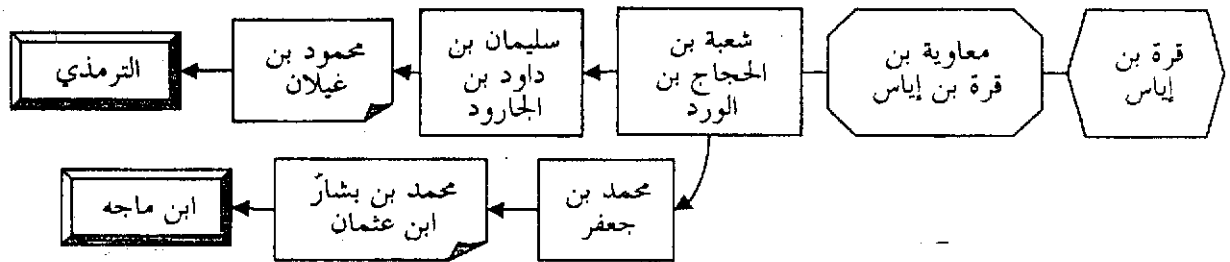 قرة بن
إياس
معاوية بن
قرة بن إياس
شعبة بن
الحجاج بن
الورد
سليمان بن
داود بن
الجارود
محمود بن
غيلان
الترمذي
محمد بن
جعفر
محمد بن بشارّ
ابن عثمان
ابن ماجه